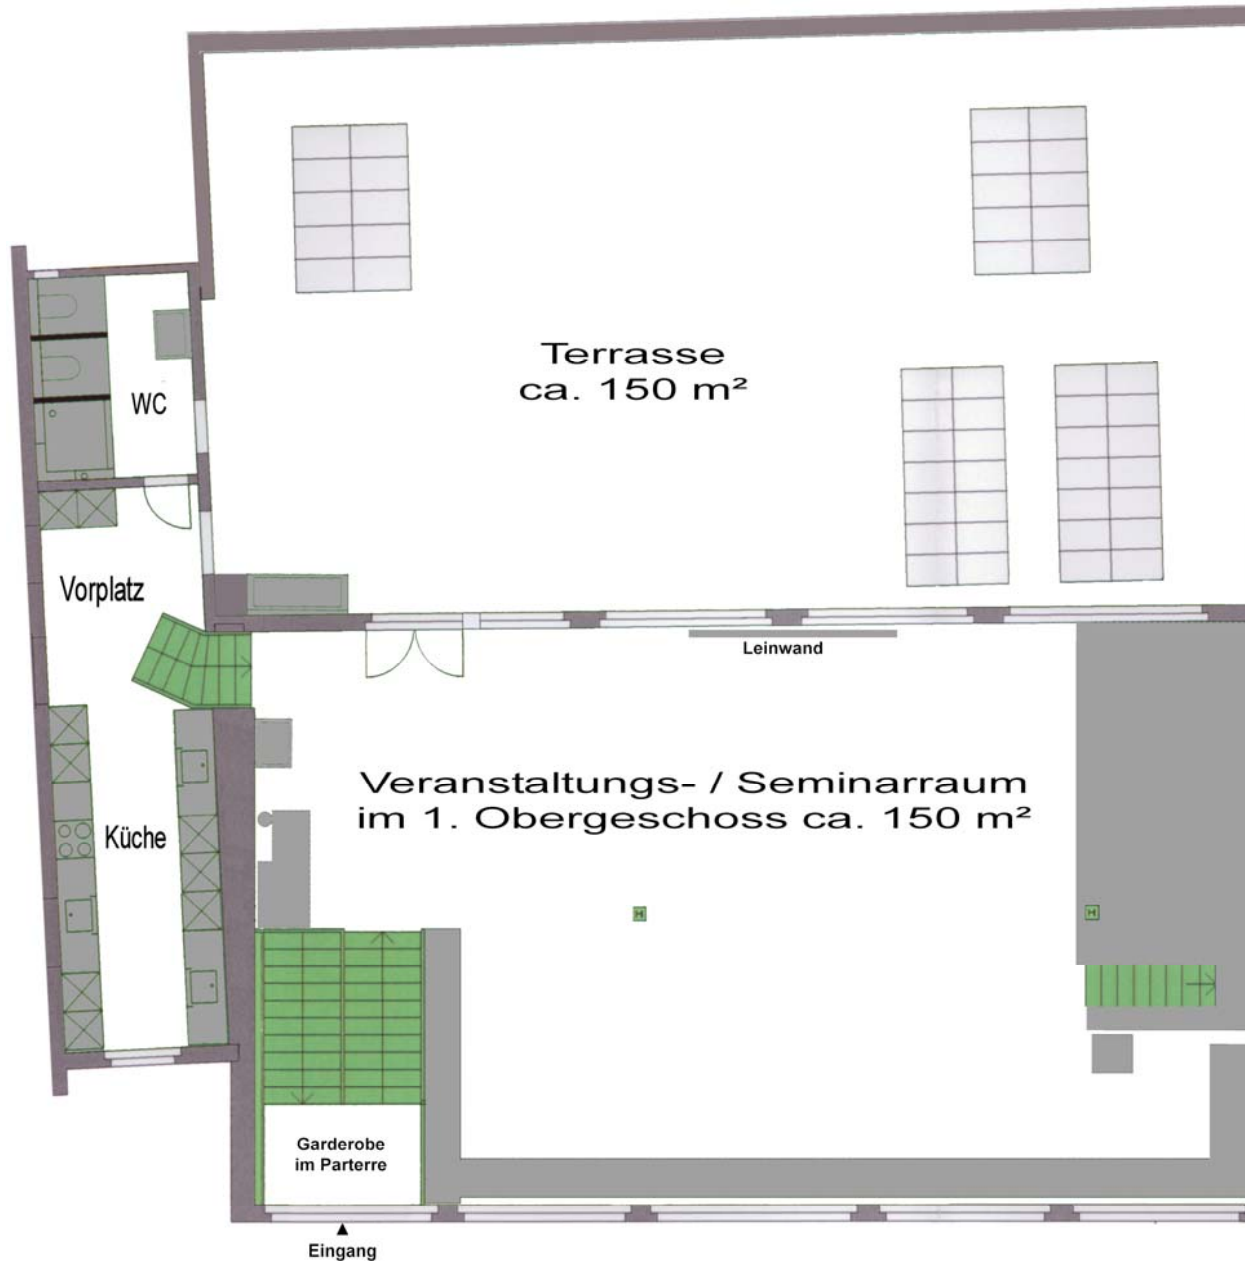 Terrasse
ca. 150 m²
WC
Vorplatz
Leinwand
Veranstaltungs- / Seminarraum
im 1. Obergeschoss ca. 150 m²
Küche
H
H
Garderobe
im Parterre
Eingang